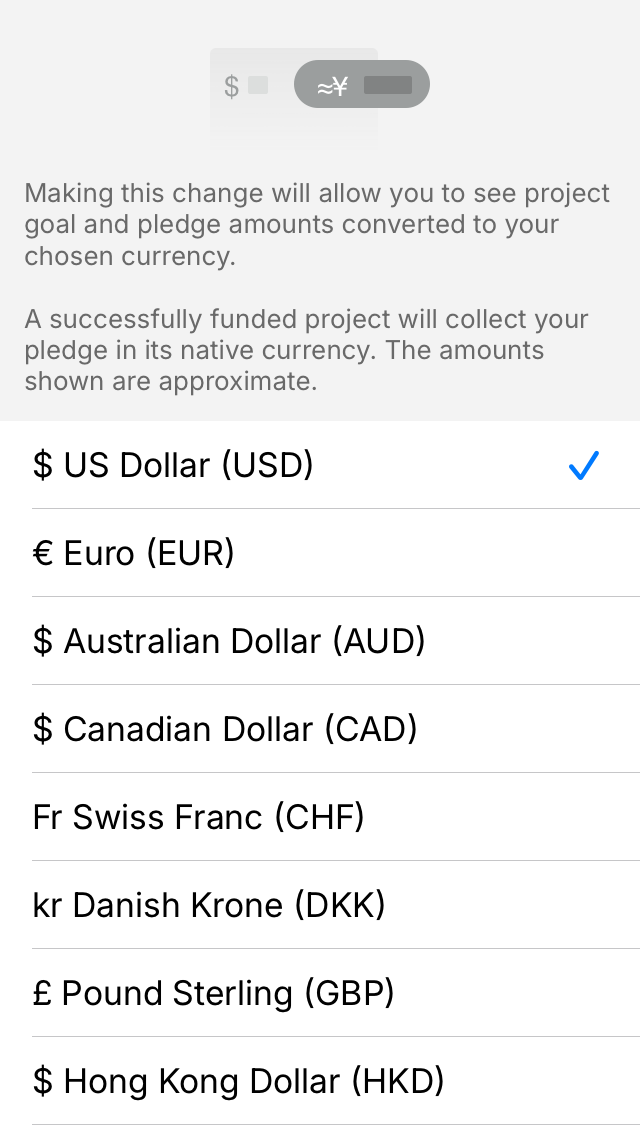 $
≈¥
Making this change will allow you to see project
goal and pledge amounts converted to your
chosen currency.
A successfully funded project will collect your
pledge in its native currency. The amounts
shown are approximate.
$ US Dollar (USD)
€ Euro (EUR)
$ Australian Dollar (AUD)
$ Canadian Dollar (CAD)
Fr Swiss Franc (CHF)
kr Danish Krone (DKK)
£ Pound Sterling (GBP)
$ Hong Kong Dollar (HKD)